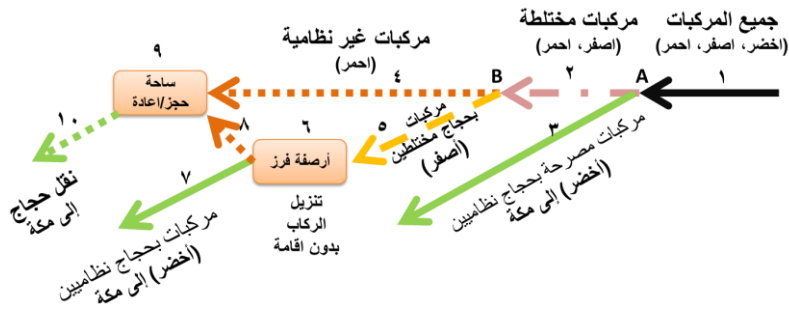 جميع المركبات
(اخضر، اصفر، احمر)
١
A
مركبات مختلطة
(اصفر، احمر)
٢
B
مركبات مصرحة بحجاج نظاميين
(أخضر) إلى مكة
٣
مركبات غير نظامية
(احمر)
٤
مركبات
بحجاج مختلطين
(أصفر)
٥
٦
أرصفة فرز
تنزيل
الركاب
بدون اقامة
٧
مركبات بحجاج نظاميين
(أخضر) إلى مكة
٨
٩
ساحة
حجز/اعادة
١٠
نقل حجاج
إلى مكة